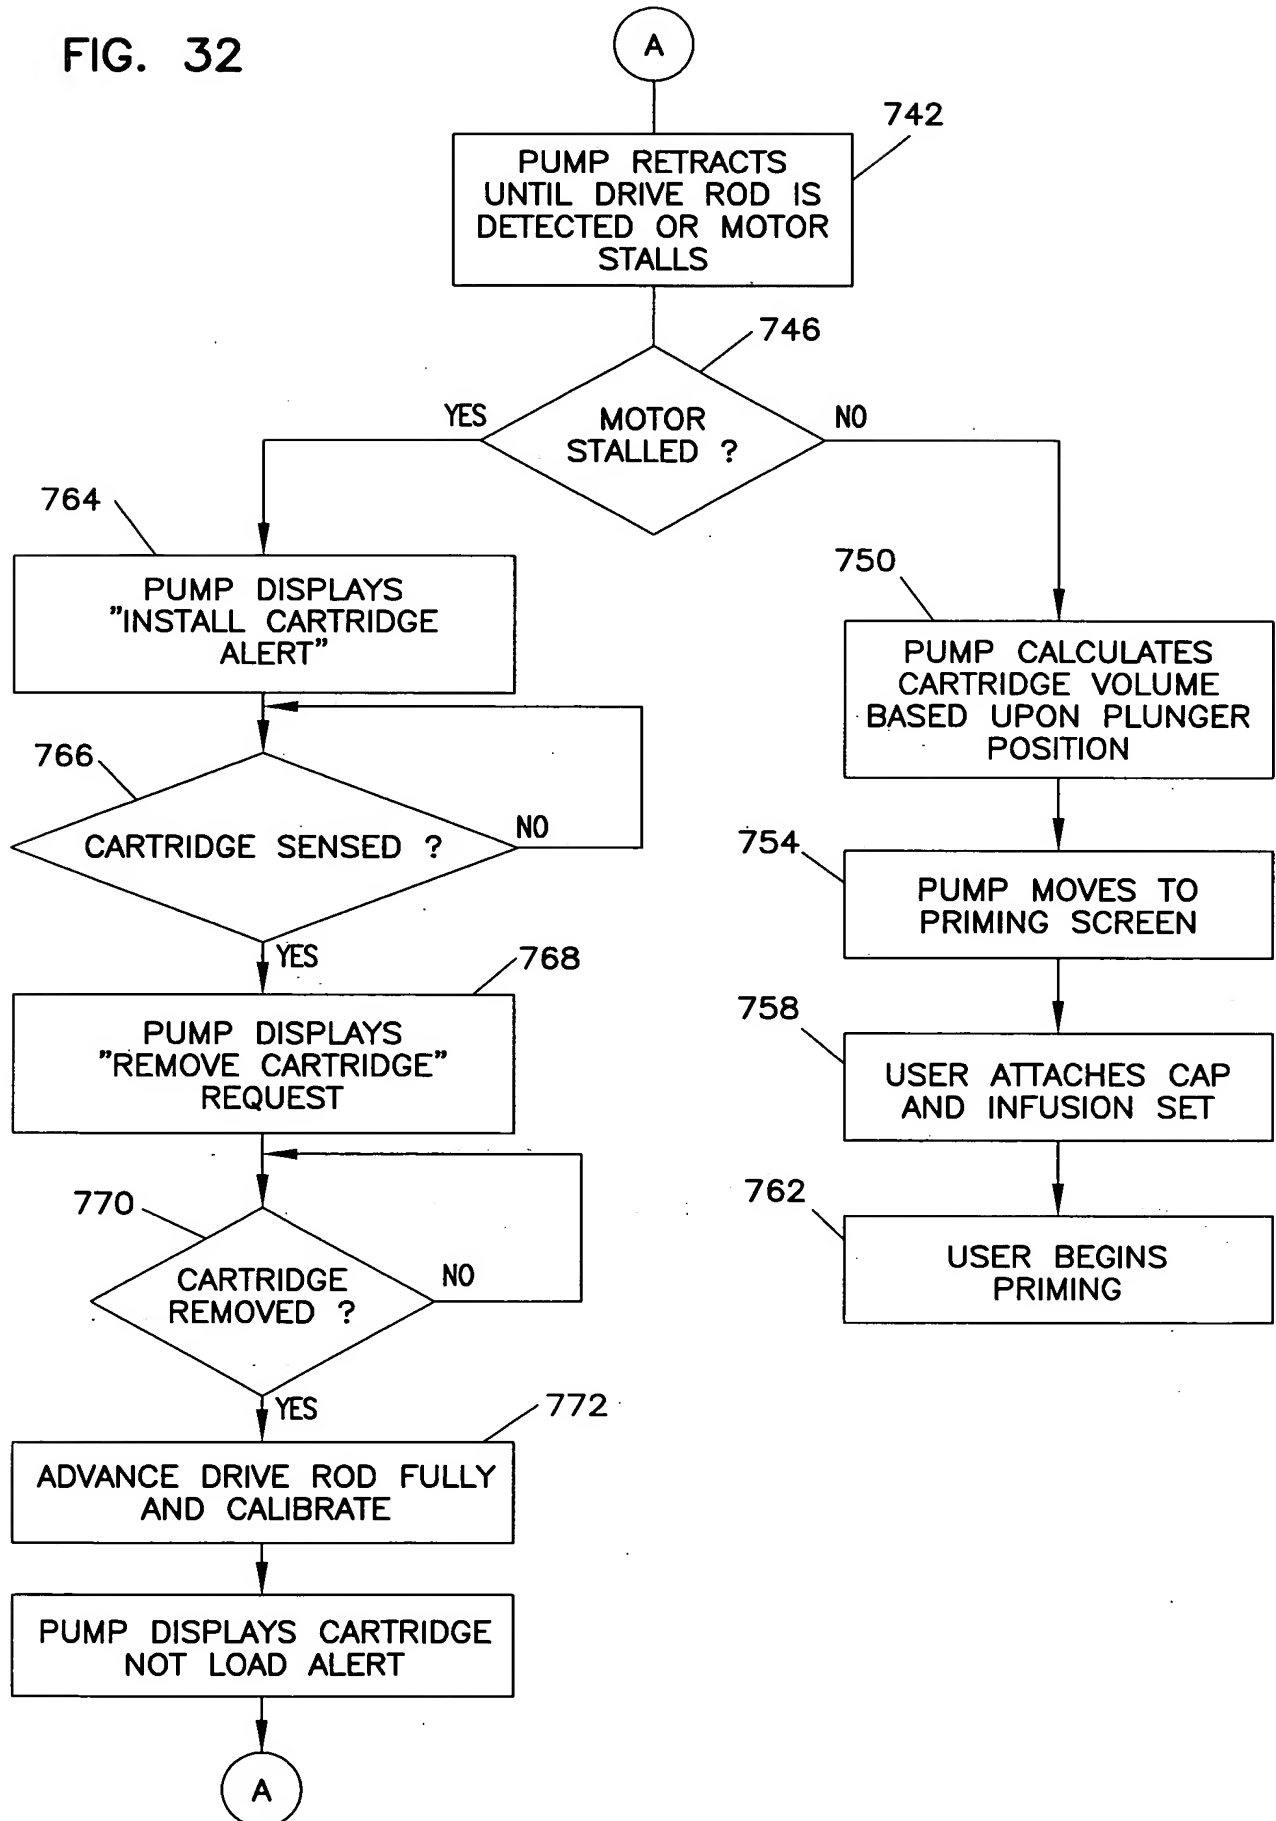 FIG. 32
A
742
PUMP RETRACTS
UNTIL DRIVE ROD IS
DETECTED OR MOTOR
STALLS
746
MOTOR
STALLED ?
YES
NO
764
PUMP DISPLAYS
"INSTALL CARTRIDGE
ALERT"
766
CARTRIDGE SENSED ?
NO
YES
768
PUMP DISPLAYS
"REMOVE CARTRIDGE"
REQUEST
770
CARTRIDGE
REMOVED ?
NO
YES
772
ADVANCE DRIVE ROD FULLY
AND CALIBRATE
PUMP DISPLAYS CARTRIDGE
NOT LOAD ALERT
A
750
PUMP CALCULATES
CARTRIDGE VOLUME
BASED UPON PLUNGER
POSITION
754
PUMP MOVES TO
PRIMING SCREEN
758
USER ATTACHES CAP
AND INFUSION SET
762
USER BEGINS
PRIMING